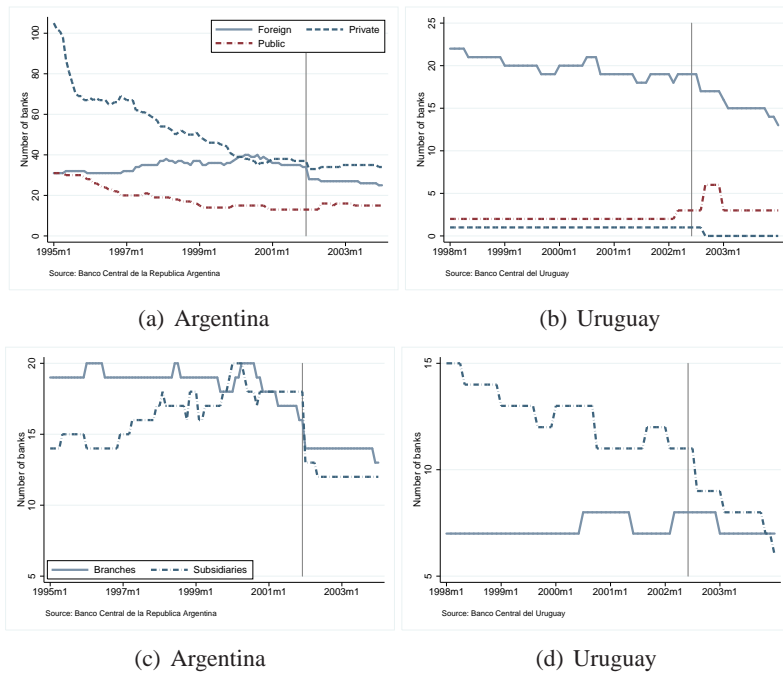 Foreign Private
Public
Number of banks
0 20 40 60 80 100
1995m1 1997m1 1999m1 2001m1 2003m1
Source: Banco Central de la Republica Argentina
(a) Argentina
Number of banks
0 5 10 15 20 25
1998m1 1999m1 2000m1 2001m1 2002m1 2003m1
Source: Banco Central del Uruguay
(b) Uruguay
Number of banks
5 10 15 20
Branches Subsidiaries
1995m1 1997m1 1999m1 2001m1 2003m1
Source: Banco Central de la Republica Argentina
(c) Argentina
Number of banks
5 10 15
1998m1 1999m1 2000m1 2001m1 2002m1 2003m1
Source: Banco Central del Uruguay
(d) Uruguay